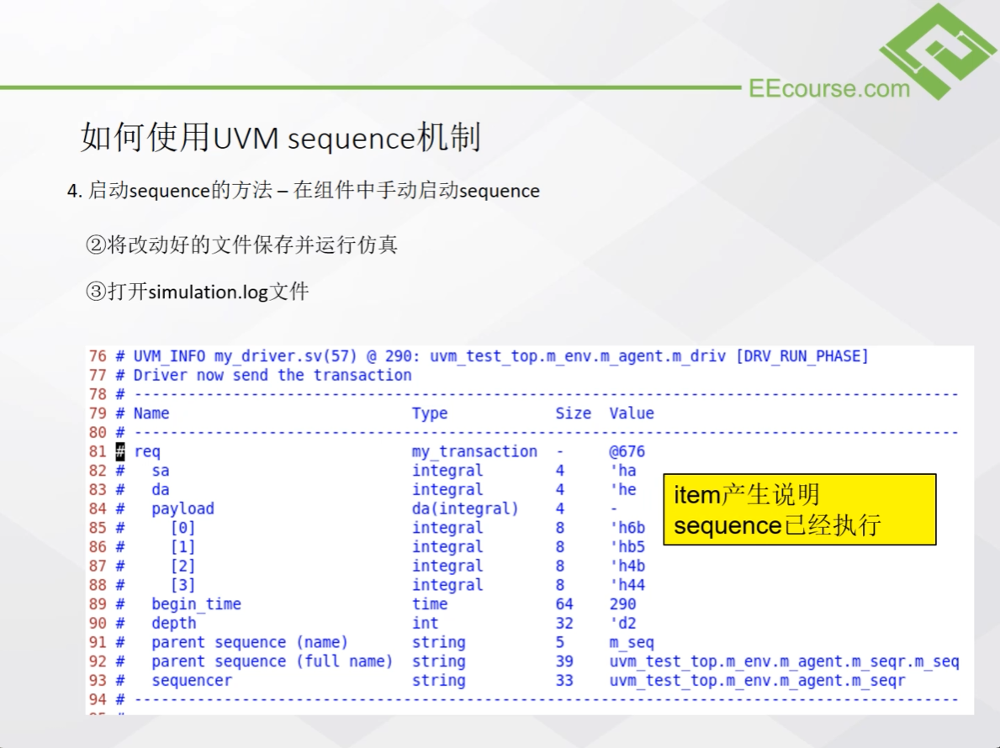 EEcourse.com
如何使用UVM sequence机制
4. 启动sequence的方法 – 在组件中手动启动sequence
②将改动好的文件保存并运行仿真
③打开simulation.log文件
76 # UVM_INFO my_driver.sv(57) @ 290: uvm_test_top.m_env.m_agent.m_driv [DRV_RUN_PHASE]
77 # Driver now send the transaction
78 # --------------------------------------------------------------------------------------------
79 # Name Type Size Value
80 # --------------------------------------------------------------------------------------------
81 # req my_transaction - @676
82 # sa integral 4 'ha
83 # da integral 4 'he
84 # payload da(integral) 4 -
85 # [0] integral 8 'h6b
86 # [1] integral 8 'hb5
87 # [2] integral 8 'h4b
88 # [3] integral 8 'h44
89 # begin_time time 64 290
90 # depth int 32 'd2
91 # parent sequence (name) string 5 m_seq
92 # parent sequence (full name) string 39 uvm_test_top.m_env.m_agent.m_seqr.m_seq
93 # sequencer string 33 uvm_test_top.m_env.m_agent.m_seqr
94 # --------------------------------------------------------------------------------------------
item产生说明
sequence已经执行